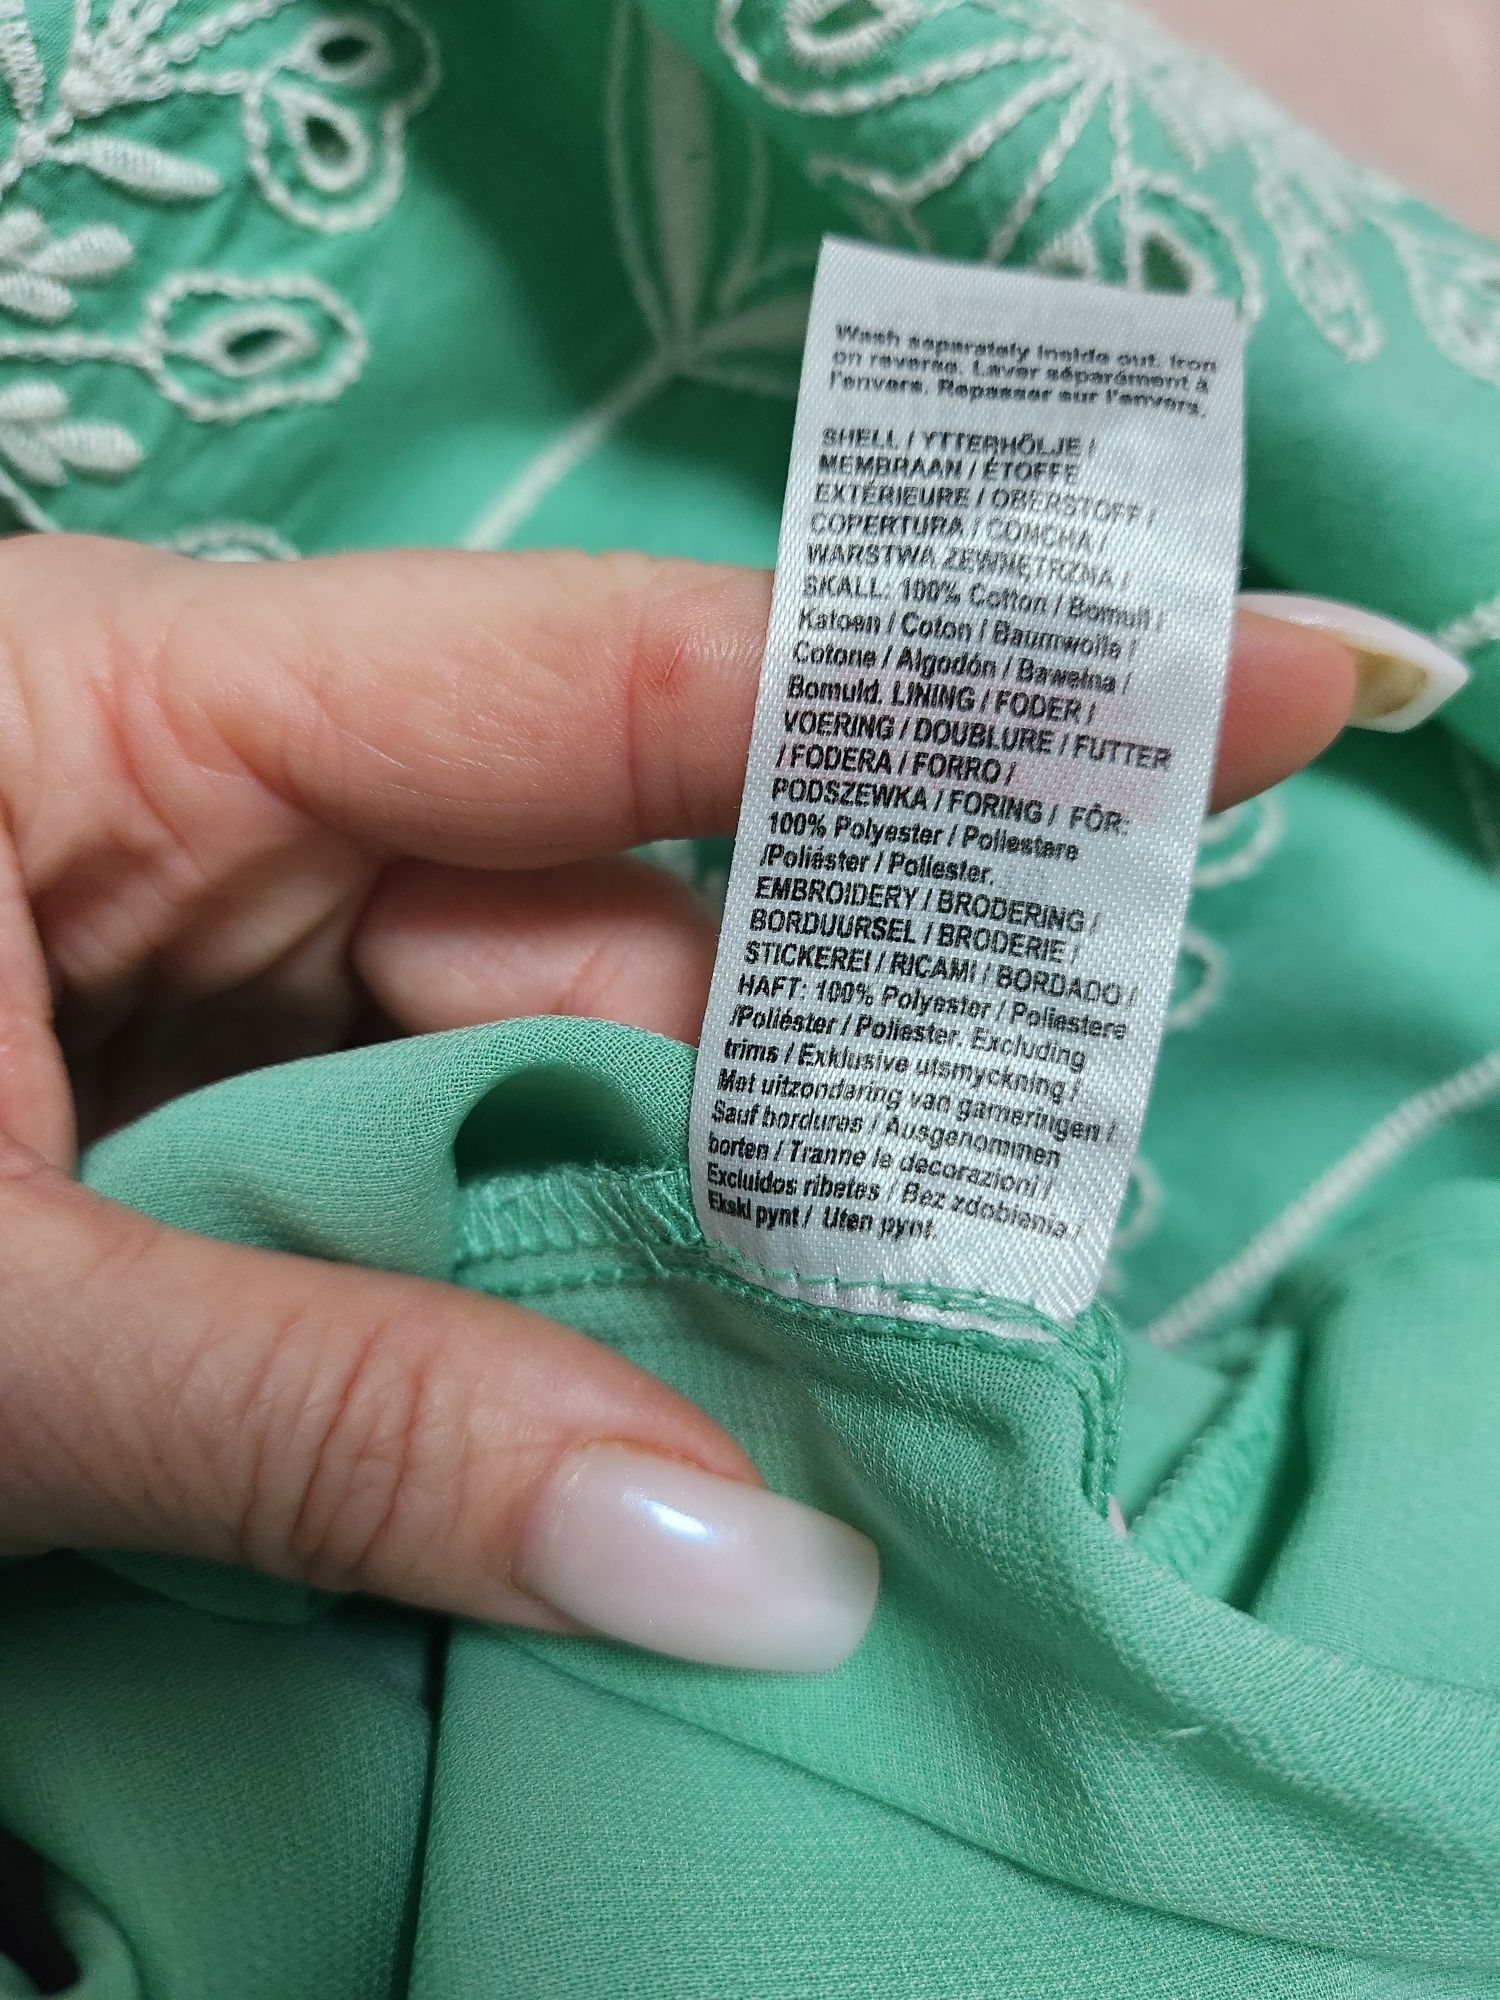 Wash separately inside out. Iron
on reverse. Laver séparément à
l'envers. Repasser sur l'envers.
SHELL / YTTERHÖLJE /
MEMBRAAN / ÉTOFFE
EXTÉRIEURE / OBERSTOFF /
COPERTURA / CONCHA /
WARSTWA ZEWNĘTRZNA /
SKALL: 100% Cotton / Bomull /
Katoen / Coton / Baumwolle /
Cotone / Algodón / Bawełna /
Bomuld. LINING / FODER /
VOERING / DOUBLURE / FUTTER
/ FODERA / FORRO /
PODSZEWKA / FORING / FÔR:
100% Polyester / Poliestere
/Poliéster / Poliester.
EMBROIDERY / BRODERING /
BORDUURSEL / BRODERIE /
STICKEREI / RICAMI / BORDADO /
HAFT: 100% Polyester / Poliestere
/Poliéster / Poliester. Excluding
trims / Exklusive utsmyckning /
Met uitzondering van garneringen /
Sauf bordures / Ausgenommen
borten / Tranne le decorazioni /
Excluidos ribetes / Bez zdobienia /
Ekskl pynt / Uten pynt.